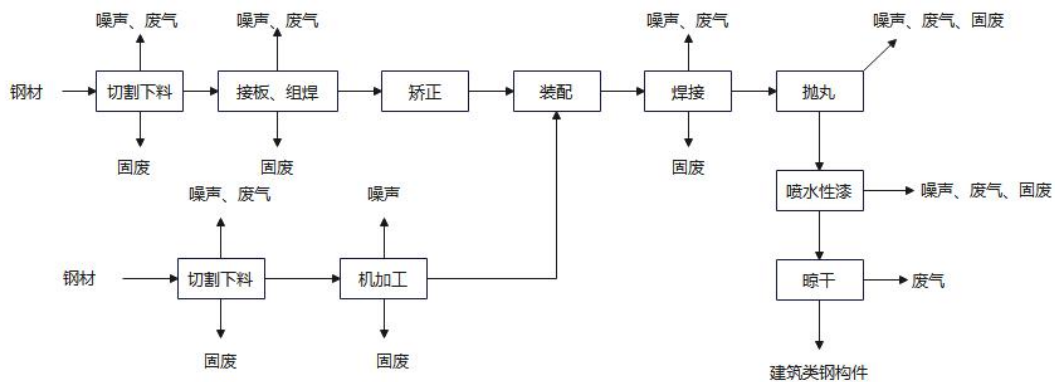 噪声、废气
噪声、废气
噪声、废气
噪声、废气、固废
钢材
切割下料
接板、组焊
矫正
装配
焊接
抛丸
固废
固废
固废
噪声、废气
噪声
喷水性漆
噪声、废气、固废
钢材
切割下料
机加工
晾干
废气
固废
固废
建筑类钢构件